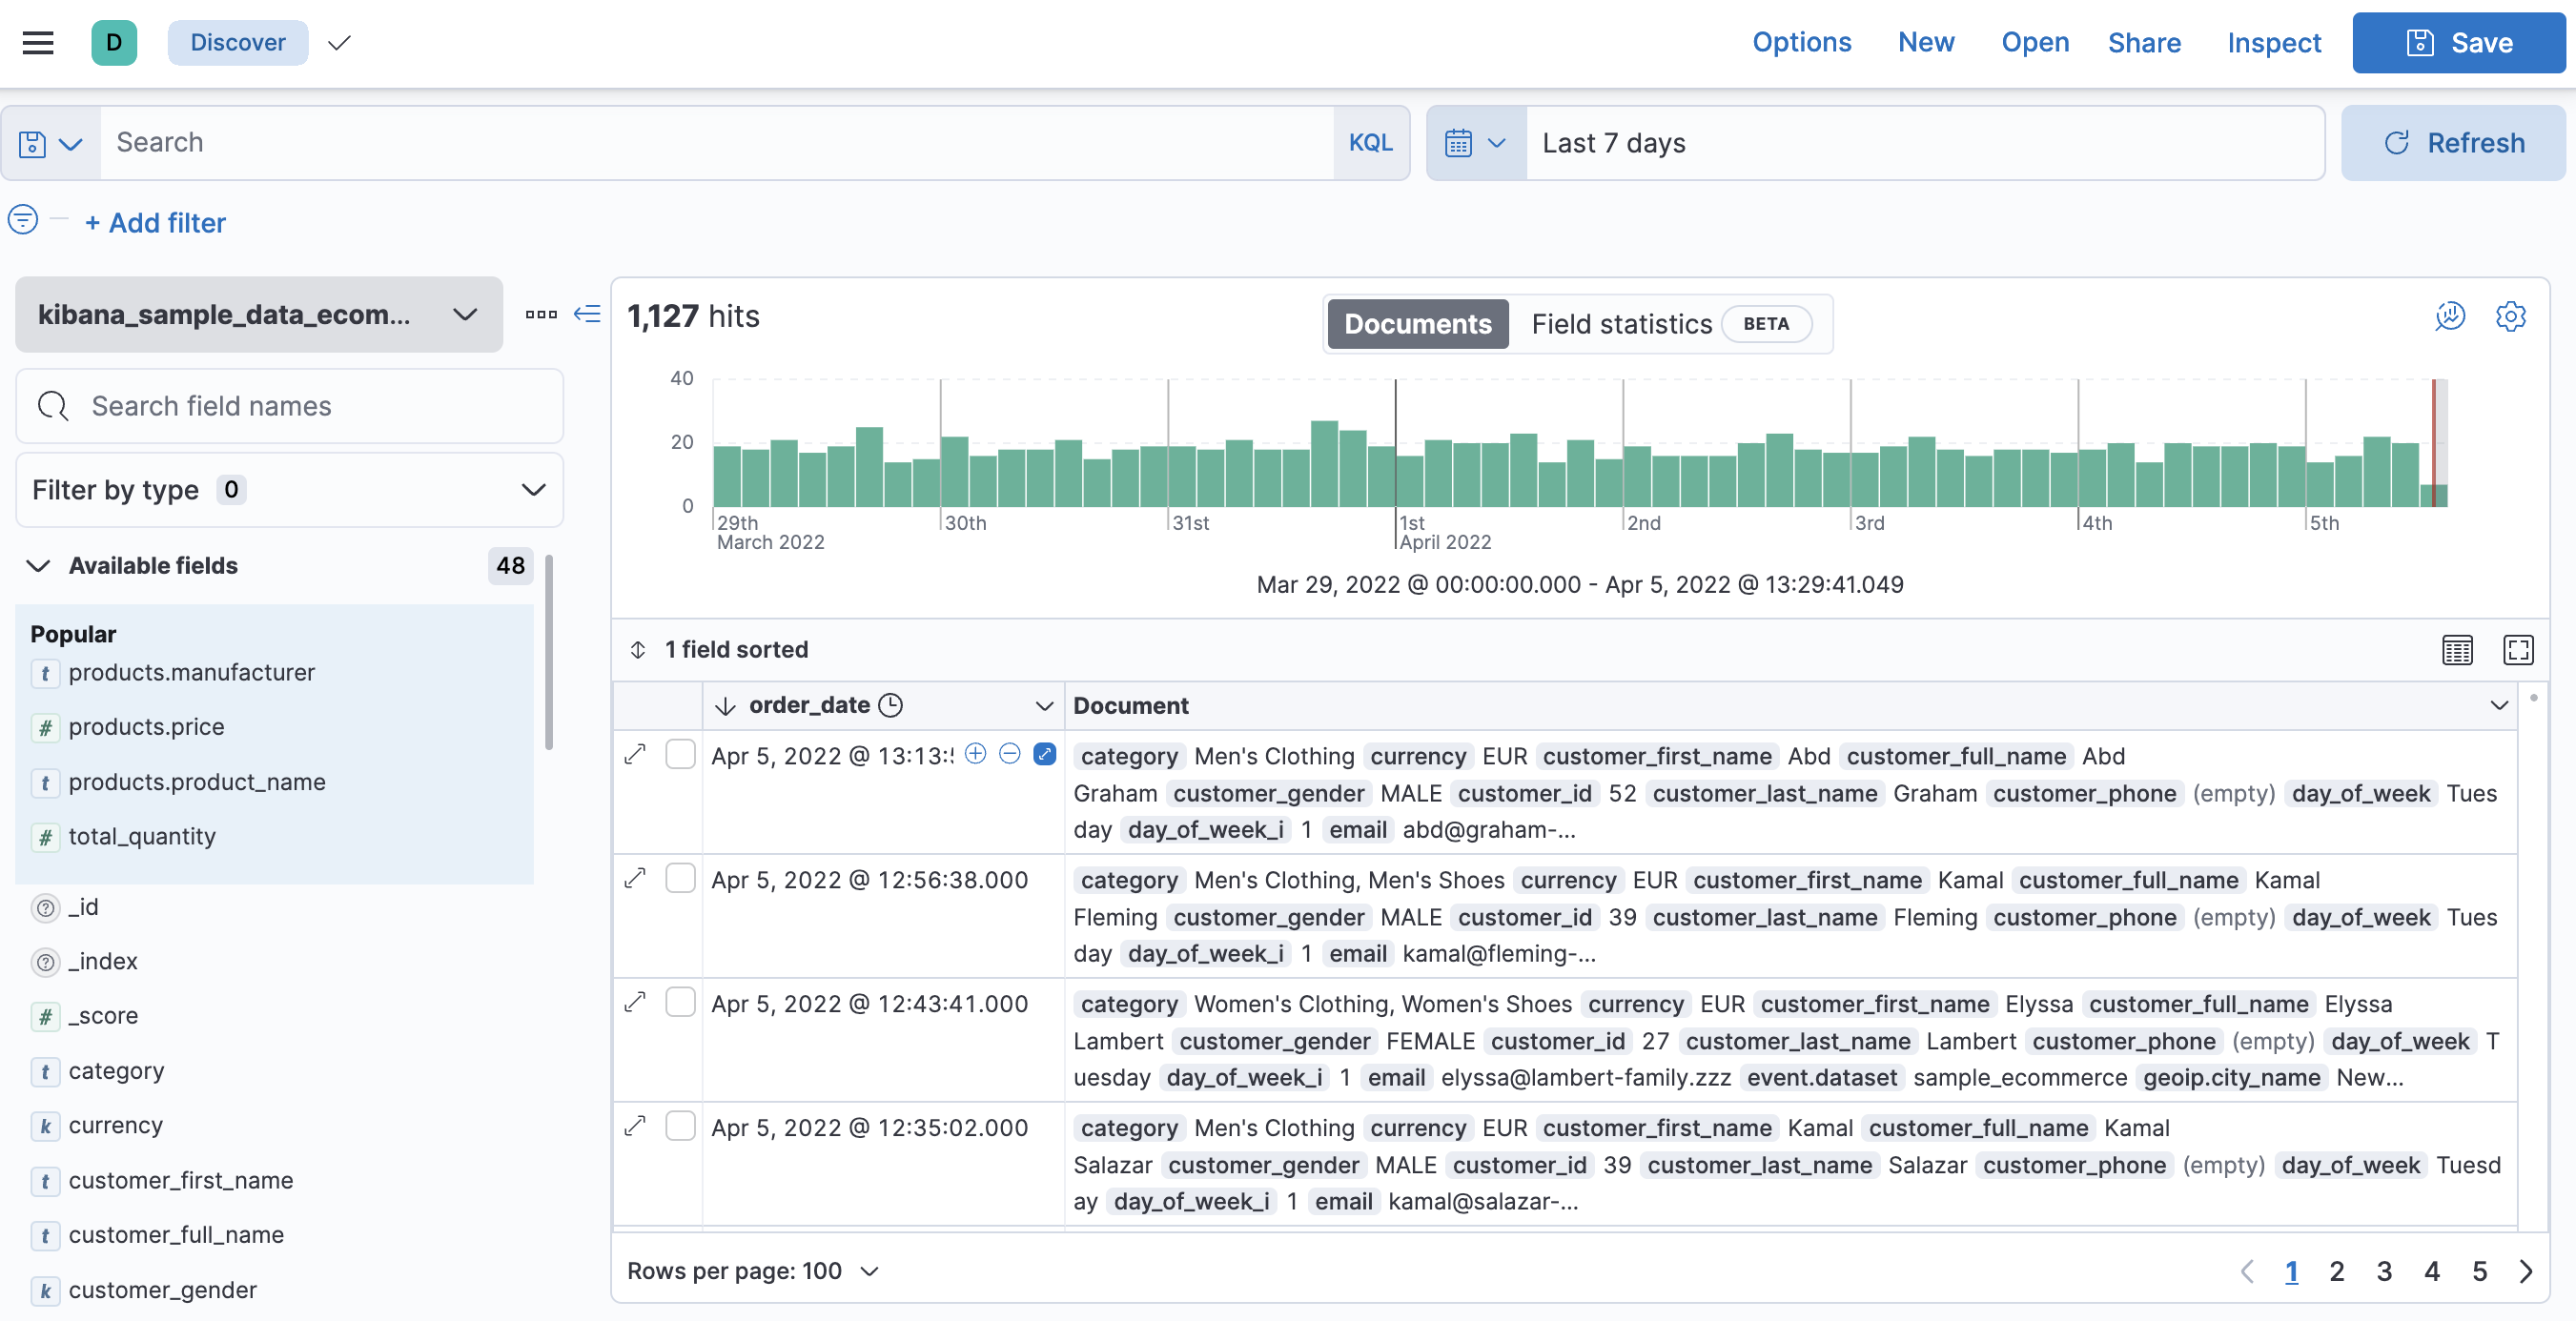 D Discover Options New Open Share Inspect Save
Search KQL Last 7 days Refresh
+ Add filter
kibana_sample_data_ecom...
Search field names
Filter by type 0
Available fields 48
Popular
t products.manufacturer
# products.price
t products.product_name
# total_quantity
? _id
? _index
# _score
t category
k currency
t customer_first_name
t customer_full_name
k customer_gender
1,127 hits
Documents Field statistics BETA
40
20
0
29th 30th 31st 1st 2nd 3rd 4th 5th
March 2022 April 2022
Mar 29, 2022 @ 00:00:00.000 - Apr 5, 2022 @ 13:29:41.049
1 field sorted
order_date Document
Apr 5, 2022 @ 13:13: category Men's Clothing currency EUR customer_first_name Abd customer_full_name Abd
Graham customer_gender MALE customer_id 52 customer_last_name Graham customer_phone (empty) day_of_week Tues
day day_of_week_i 1 email abd@graham-...
Apr 5, 2022 @ 12:56:38.000 category Men's Clothing, Men's Shoes currency EUR customer_first_name Kamal customer_full_name Kamal
Fleming customer_gender MALE customer_id 39 customer_last_name Fleming customer_phone (empty) day_of_week Tues
day day_of_week_i 1 email kamal@fleming-...
Apr 5, 2022 @ 12:43:41.000 category Women's Clothing, Women's Shoes currency EUR customer_first_name Elyssa customer_full_name Elyssa
Lambert customer_gender FEMALE customer_id 27 customer_last_name Lambert customer_phone (empty) day_of_week T
uesday day_of_week_i 1 email elyssa@lambert-family.zzz event.dataset sample_ecommerce geoip.city_name New...
Apr 5, 2022 @ 12:35:02.000 category Men's Clothing currency EUR customer_first_name Kamal customer_full_name Kamal
Salazar customer_gender MALE customer_id 39 customer_last_name Salazar customer_phone (empty) day_of_week Tuesd
ay day_of_week_i 1 email kamal@salazar-...
Rows per page: 100 1 2 3 4 5